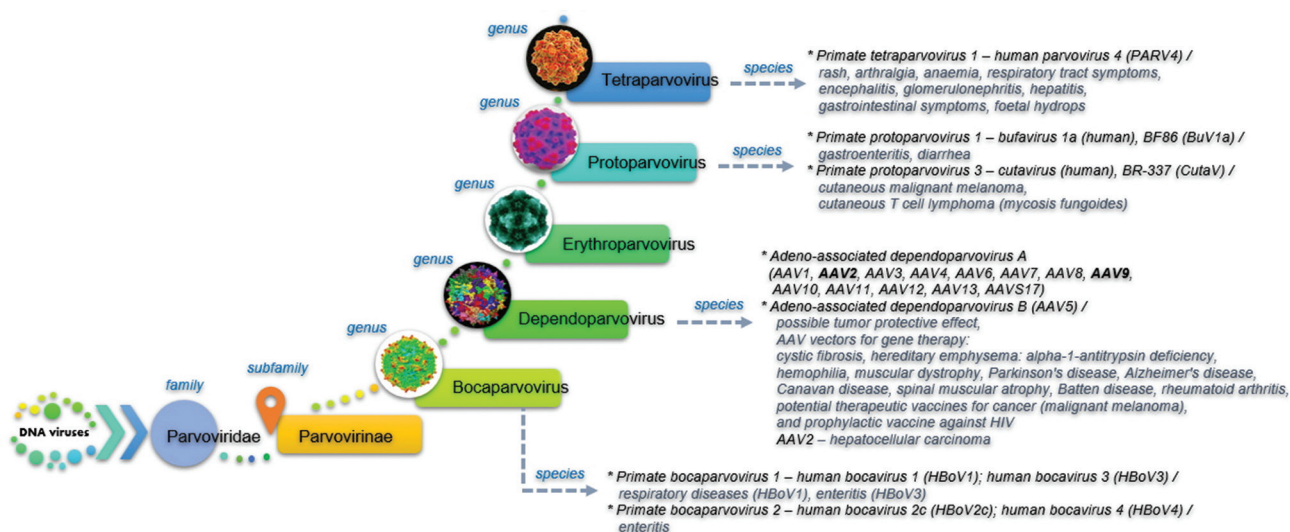 genus
Tetraparvovirus
species
* Primate tetraparvovirus 1 – human parvovirus 4 (PARV4) /
rash, arthralgia, anaemia, respiratory tract symptoms,
encephalitis, glomerulonephritis, hepatitis,
gastrointestinal symptoms, foetal hydrops
genus
Protoparvovirus
species
* Primate protoparvovirus 1 – bufavirus 1a (human), BF86 (BuV1a) /
gastroenteritis, diarrhea
* Primate protoparvovirus 3 – cutavirus (human), BR-337 (CutaV) /
cutaneous malignant melanoma,
cutaneous T cell lymphoma (mycosis fungoides)
genus
Erythroparvovirus
genus
Dependoparvovirus
species
* Adeno-associated dependoparvovirus A
(AAV1, AAV2, AAV3, AAV4, AAV6, AAV7, AAV8, AAV9,
AAV10, AAV11, AAV12, AAV13, AAVS17)
* Adeno-associated dependoparvovirus B (AAV5) /
possible tumor protective effect,
AAV vectors for gene therapy:
cystic fibrosis, hereditary emphysema: alpha-1-antitrypsin deficiency,
hemophilia, muscular dystrophy, Parkinson's disease, Alzheimer's disease,
Canavan disease, spinal muscular atrophy, Batten disease, rheumatoid arthritis,
potential therapeutic vaccines for cancer (malignant melanoma),
and prophylactic vaccine against HIV
AAV2 – hepatocellular carcinoma
genus
Bocaparvovirus
subfamily
family
DNA viruses
Parvoviridae
Parvovirinae
species
* Primate bocaparvovirus 1 – human bocavirus 1 (HBoV1); human bocavirus 3 (HBoV3) /
respiratory diseases (HBoV1), enteritis (HBoV3)
* Primate bocaparvovirus 2 – human bocavirus 2c (HBoV2c); human bocavirus 4 (HBoV4) /
enteritis